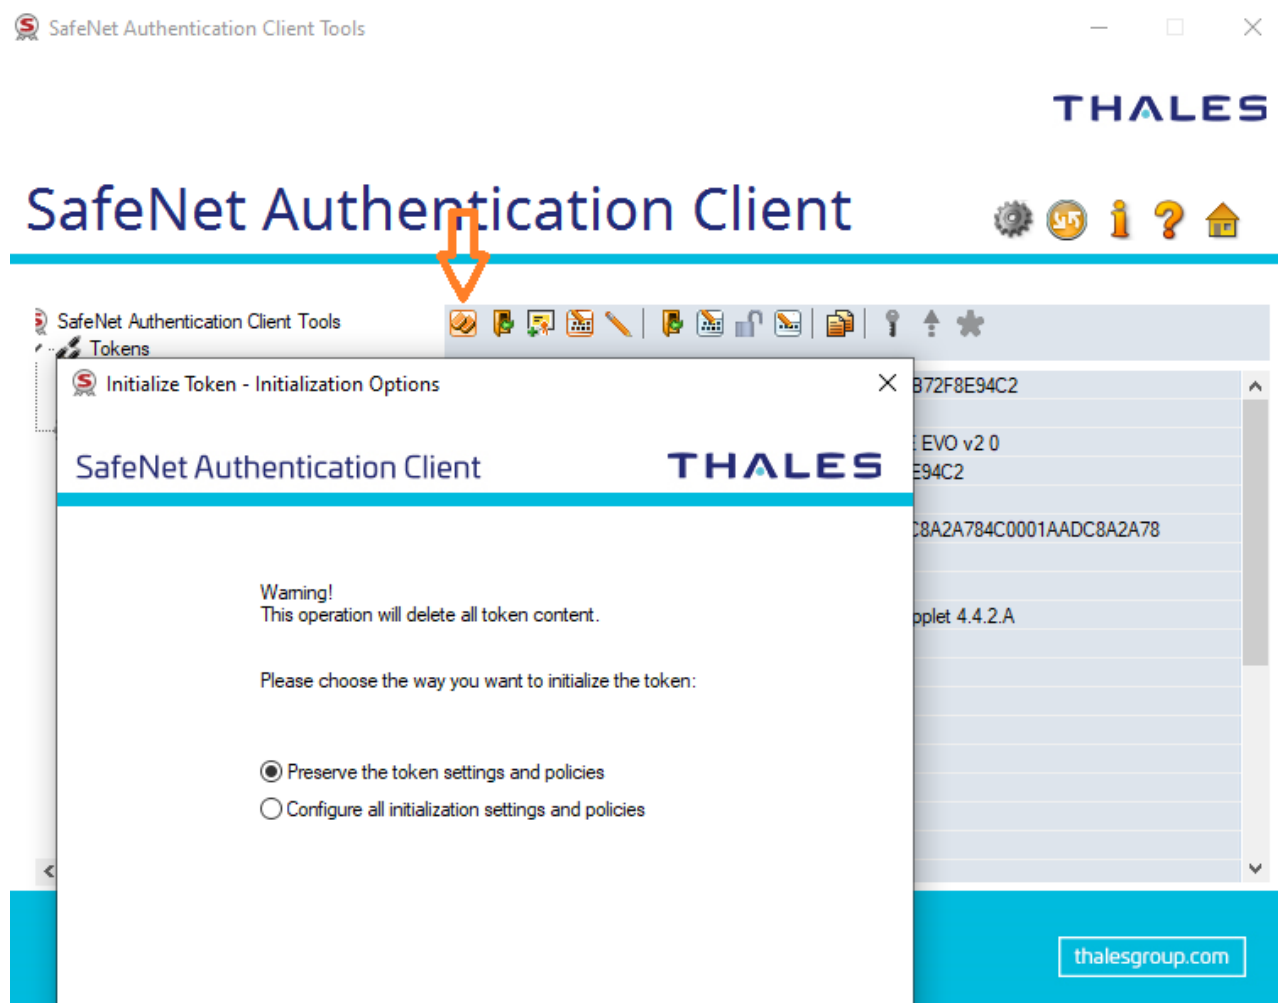 SafeNet Authentication Client Tools
THALES
SafeNet Authentication Client
SafeNet Authentication Client Tools
Tokens
Initialize Token - Initialization Options
SafeNet Authentication Client
THALES
Warning!
This operation will delete all token content.
Please choose the way you want to initialize the token:
Preserve the token settings and policies
Configure all initialization settings and policies
B72F8E94C2
EVO v2 0
E94C2
C8A2A784C0001AADC8A2A78
pplet 4.4.2.A
thalesgroup.com